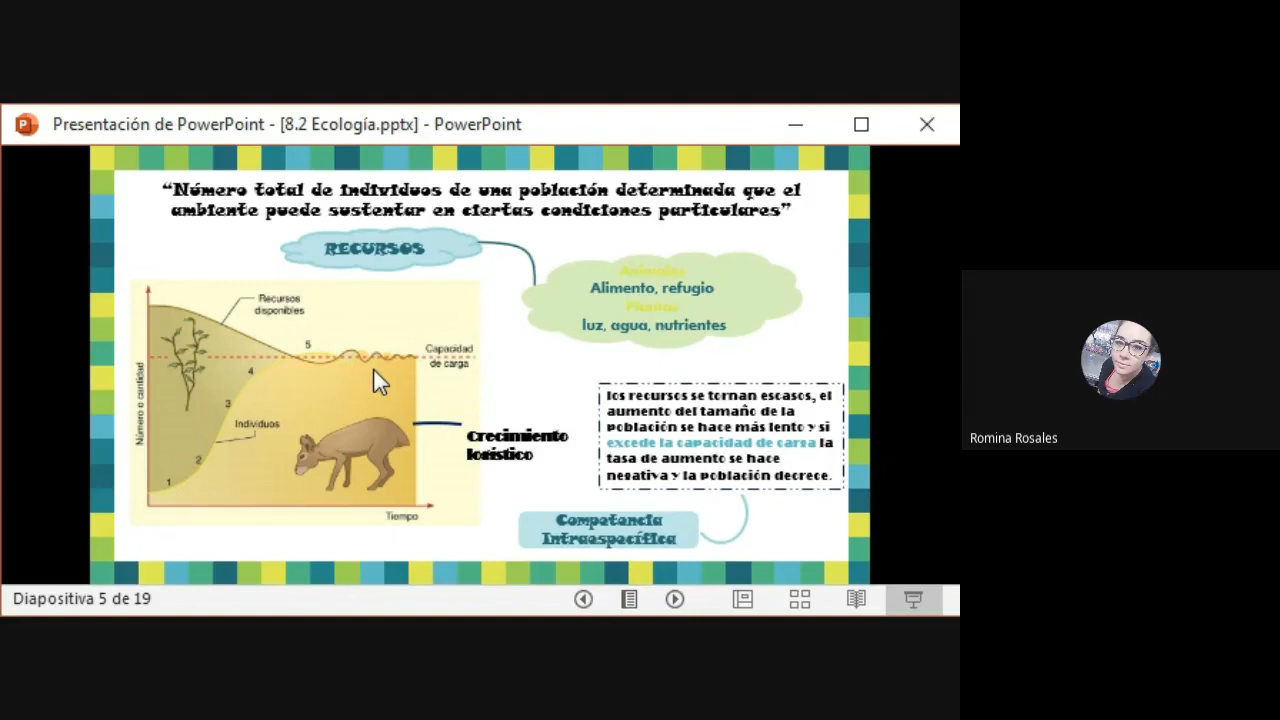 Presentación de PowerPoint - [8.2 Ecología.pptx] - PowerPoint
“Número total de individuos de una población determinada que el
ambiente puede sustentar en ciertas condiciones particulares”
RECURSOS
Animales
Alimento, refugio
Plantas
luz, agua, nutrientes
Recursos
disponibles
5
Capacidad
de carga
4
3
Individuos
2
1
Número o cantidad
Tiempo
Crecimiento
logístico
los recursos se tornan escasos, el
aumento del tamaño de la
población se hace más lento y si
excede la capacidad de carga la
tasa de aumento se hace
negativa y la población decrece.
Competencia
Intraespecífica
Romina Rosales
Diapositiva 5 de 19